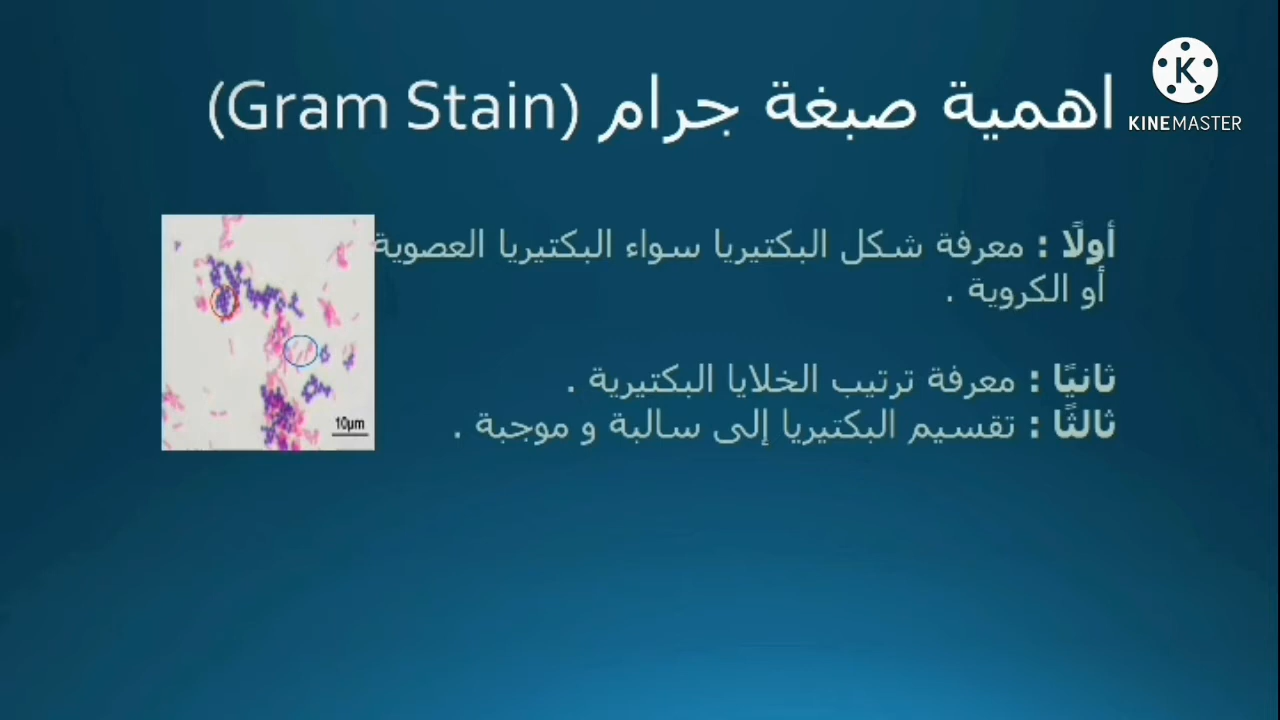 اهمية صبغة جرام (Gram Stain)
KINEMASTER
أولًا : معرفة شكل البكتيريا سواء البكتيريا العصوية
أو الكروية .
ثانيًا : معرفة ترتيب الخلايا البكتيرية .
ثالثًا : تقسيم البكتيريا إلى سالبة و موجبة .
10µm